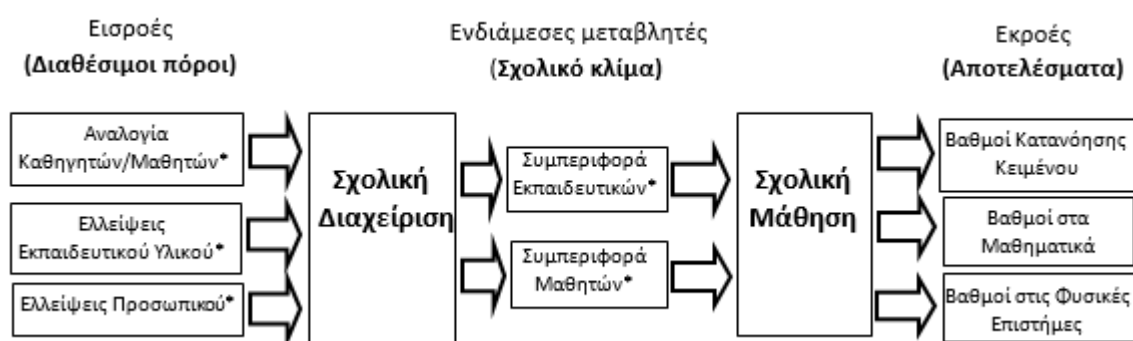 Εισροές
(Διαθέσιμοι πόροι)
Ενδιάμεσες μεταβλητές
(Σχολικό κλίμα)
Εκροές
(Αποτελέσματα)
Αναλογία
Καθηγητών/Μαθητών*
Ελλείψεις
Εκπαιδευτικού Υλικού*
Ελλείψεις Προσωπικού*
Σχολική
Διαχείριση
Συμπεριφορά
Εκπαιδευτικών*
Συμπεριφορά
Μαθητών*
Σχολική
Μάθηση
Βαθμοί Κατανόησης
Κειμένου
Βαθμοί στα
Μαθηματικά
Βαθμοί στις Φυσικές
Επιστήμες